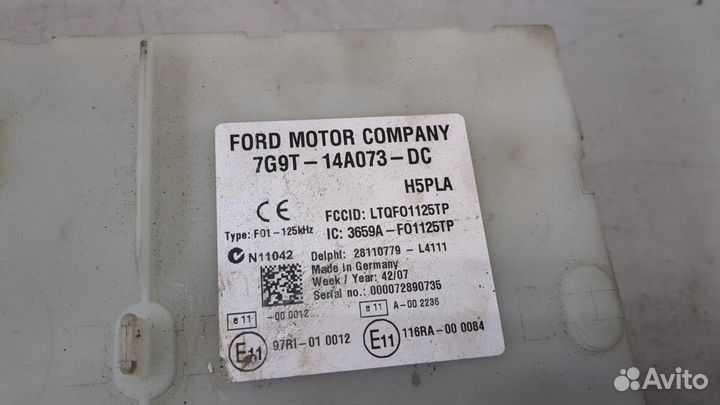 FORD MOTOR COMPANY
7G9T-14A073-DC
H5PLA
CE
FCCID: LTQFO1125TP
Type: F01-125kHz
IC: 3659A-FO1125TP
N11042
Delphi: 28110779-L4111
Made in Germany
Week / Year: 42/07
Serial no.: 000072890735
e 11
-00 0012
e 11
A-00 2236
E11
97RI-01 0012
E11
116RA-00 0084
Avito